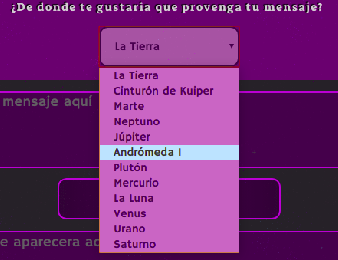 ¿De donde te gustaria que provenga tu mensaje?
La Tierra
La Tierra
Cinturón de Kuiper
mensaje aquí
Marte
Neptuno
Júpiter
Andrómeda I
Plutón
Mercurio
La Luna
Venus
Urano
e aparecera ac
Saturno